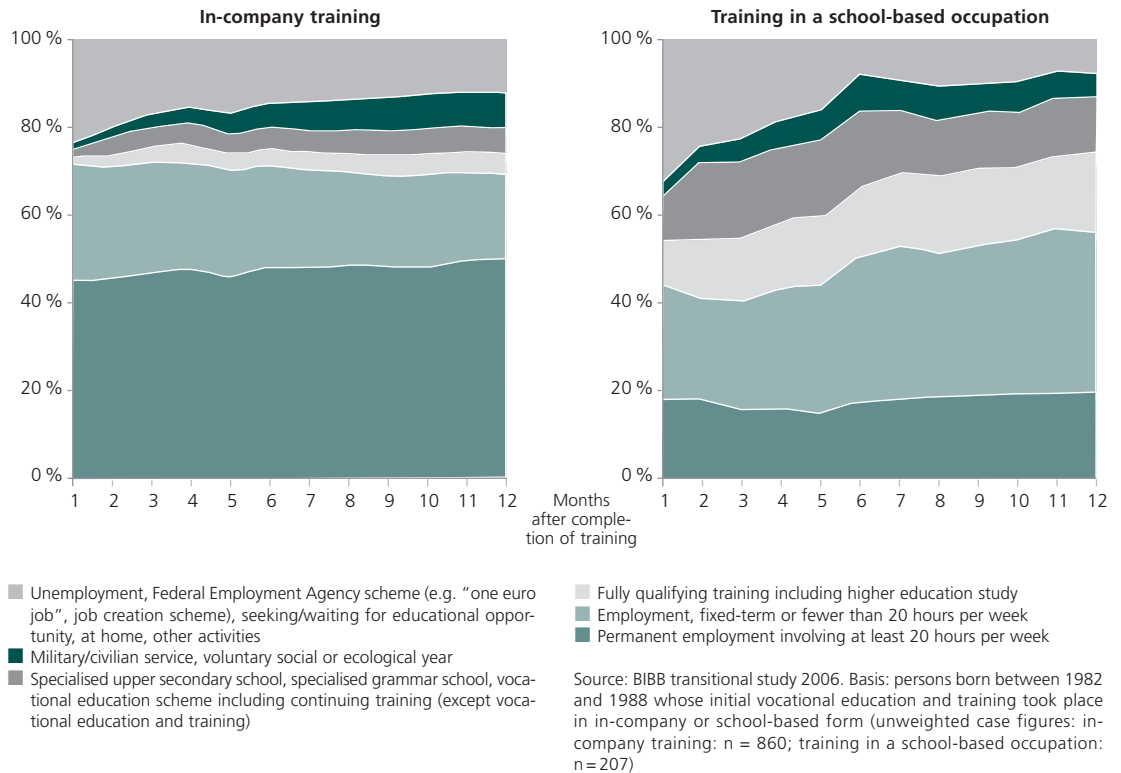 In-company training
100 %
80 %
60 %
40 %
20 %
0 %
1 2 3 4 5 6 7 8 9 10 11 12
Months
after comple-
tion of training
Training in a school-based occupation
100 %
80 %
60 %
40 %
20 %
0 %
1 2 3 4 5 6 7 8 9 10 11 12
Unemployment, Federal Employment Agency scheme (e.g. “one euro
job”, job creation scheme), seeking/waiting for educational oppor-
tunity, at home, other activities
Military/civilian service, voluntary social or ecological year
Specialised upper secondary school, specialised grammar school, voca-
tional education scheme including continuing training (except voca-
tional education and training)
Fully qualifying training including higher education study
Employment, fixed-term or fewer than 20 hours per week
Permanent employment involving at least 20 hours per week
Source: BIBB transitional study 2006. Basis: persons born between 1982
and 1988 whose initial vocational education and training took place
in in-company or school-based form (unweighted case figures: in-
company training: n = 860; training in a school-based occupation:
n = 207)